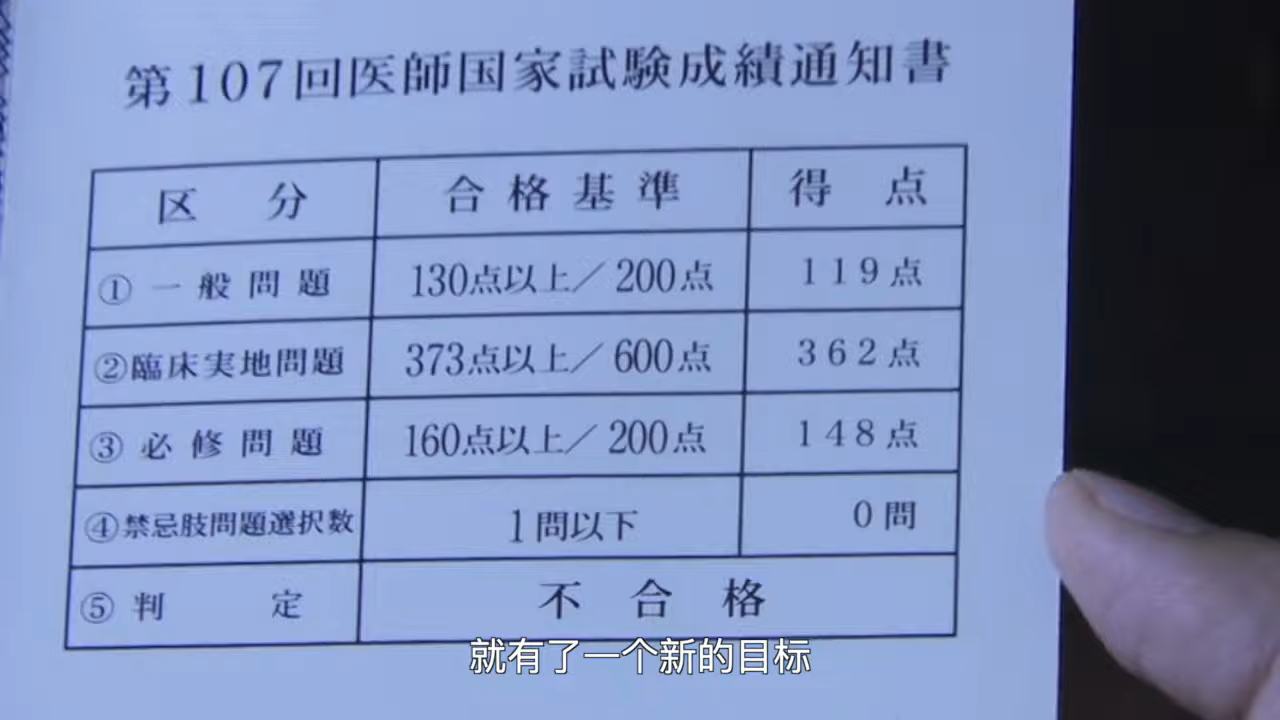 第107回医師国家試験成績通知書
区 分 合格基準 得 点
①一般問題 130点以上／200点 119点
②臨床実地問題 373点以上／600点 362点
③必修問題 160点以上／200点 148点
④禁忌肢問題選択数 1問以下 0問
⑤判 定 不合格
就有了一个新的目标